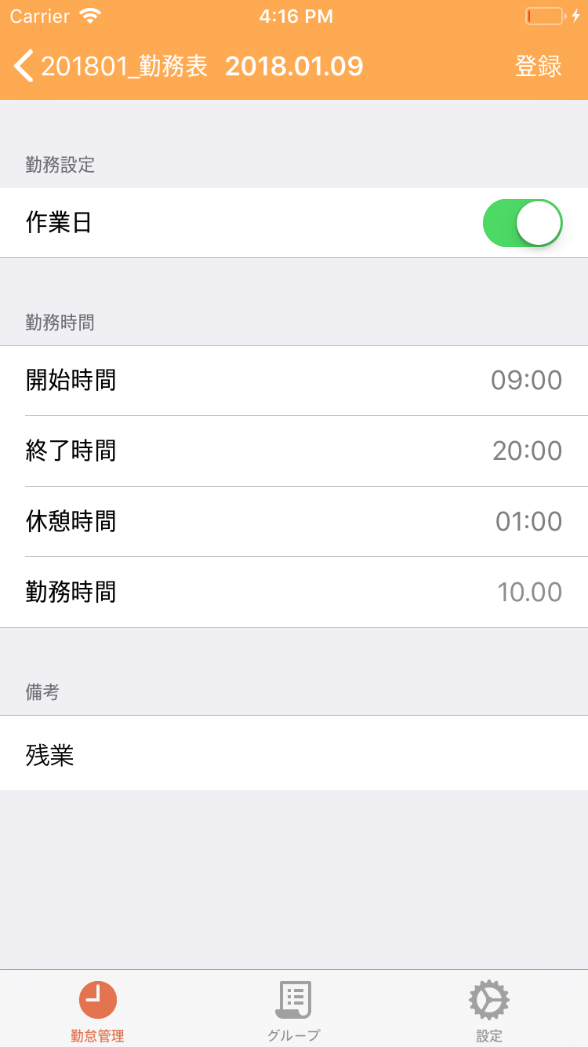 Carrier 4:16 PM
201801_勤務表 2018.01.09 登録
勤務設定
作業日
勤務時間
開始時間 09:00
終了時間 20:00
休憩時間 01:00
勤務時間 10.00
備考
残業
勤怠管理 グループ 設定